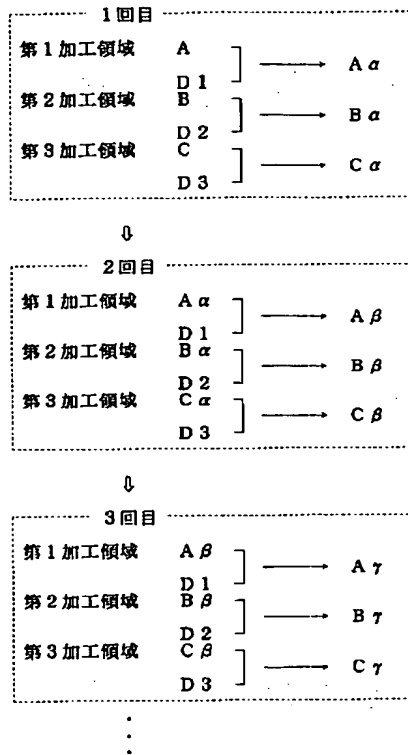 1回目
第1加工領域 A
D1 → Aα
第2加工領域 B
D2 → Bα
第3加工領域 C
D3 → Cα
⇩
2回目
第1加工領域 Aα
D1 → Aβ
第2加工領域 Bα
D2 → Bβ
第3加工領域 Cα
D3 → Cβ
⇩
3回目
第1加工領域 Aβ
D1 → Aγ
第2加工領域 Bβ
D2 → Bγ
第3加工領域 Cβ
D3 → Cγ